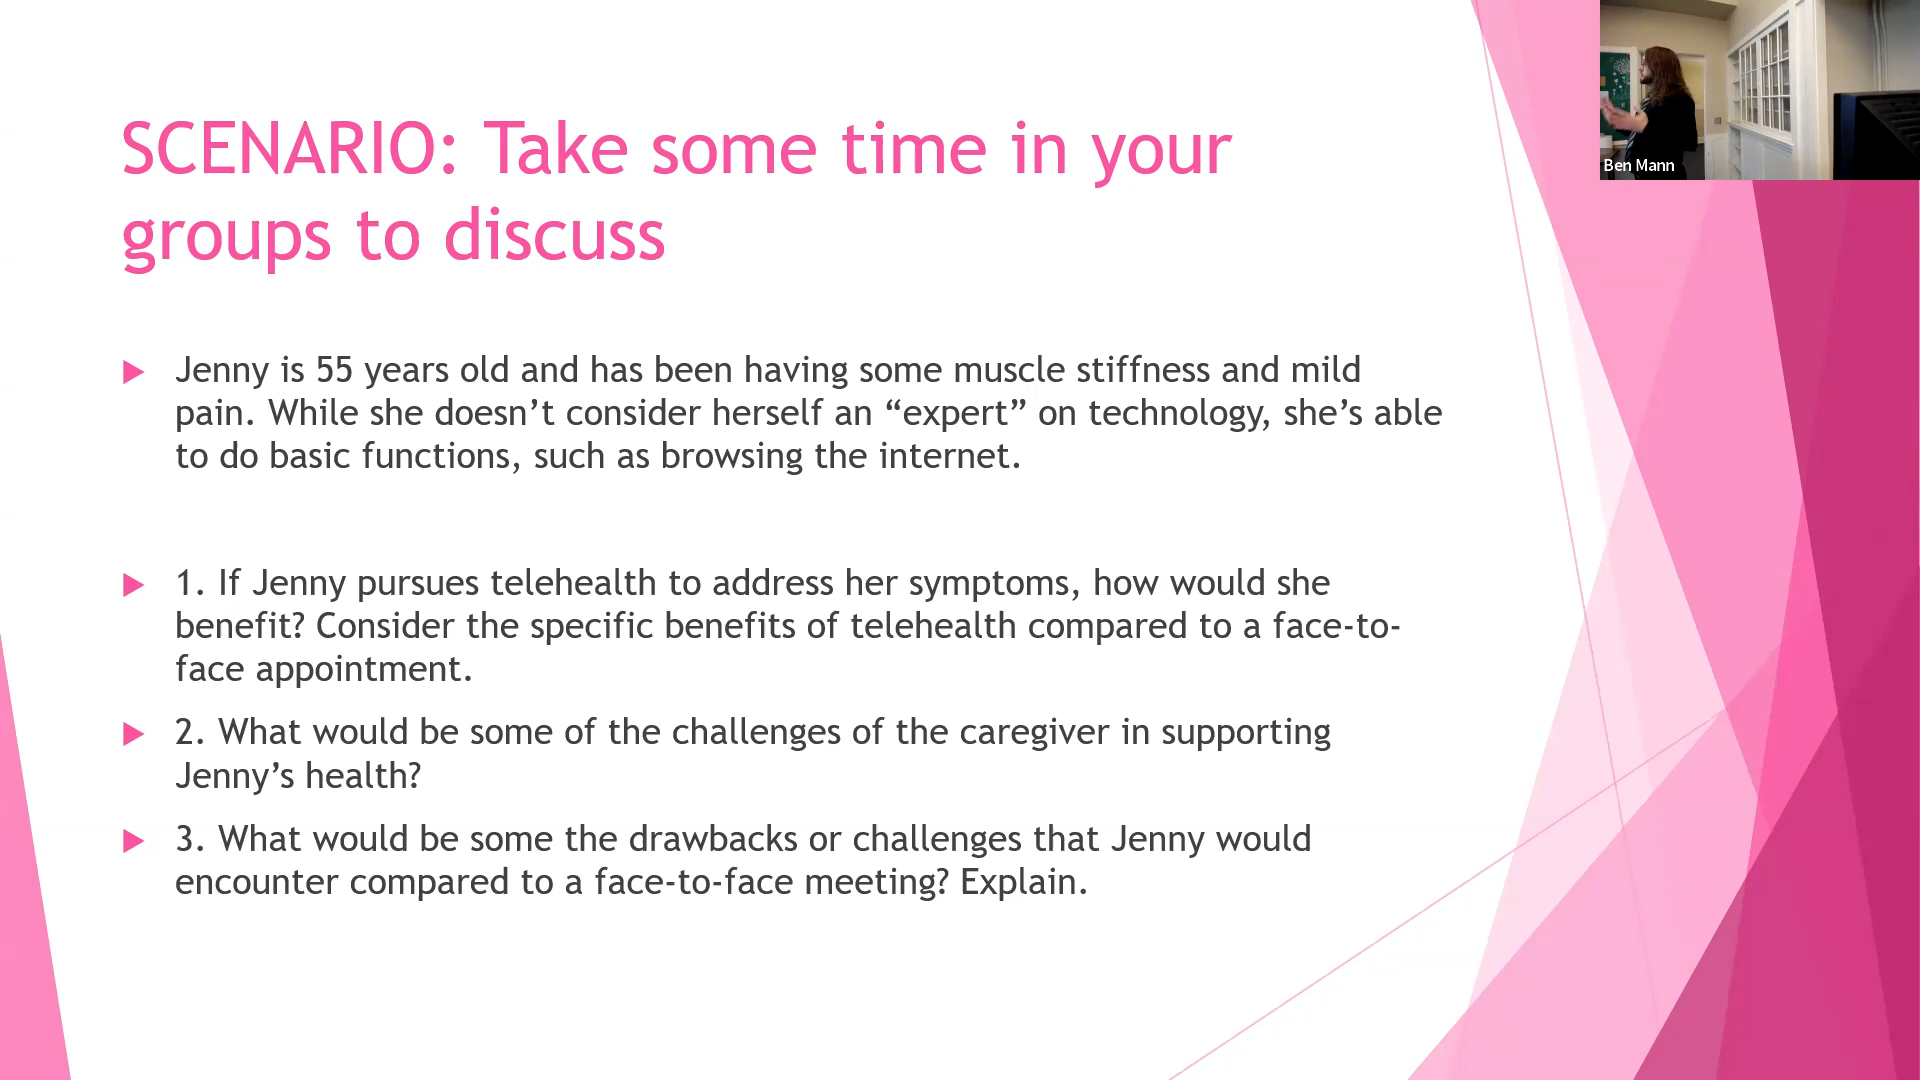 SCENARIO: Take some time in your
groups to discuss
Ben Mann
Jenny is 55 years old and has been having some muscle stiffness and mild
pain. While she doesn’t consider herself an “expert” on technology, she’s able
to do basic functions, such as browsing the internet.
1. If Jenny pursues telehealth to address her symptoms, how would she
benefit? Consider the specific benefits of telehealth compared to a face-to-
face appointment.
2. What would be some of the challenges of the caregiver in supporting
Jenny’s health?
3. What would be some the drawbacks or challenges that Jenny would
encounter compared to a face-to-face meeting? Explain.